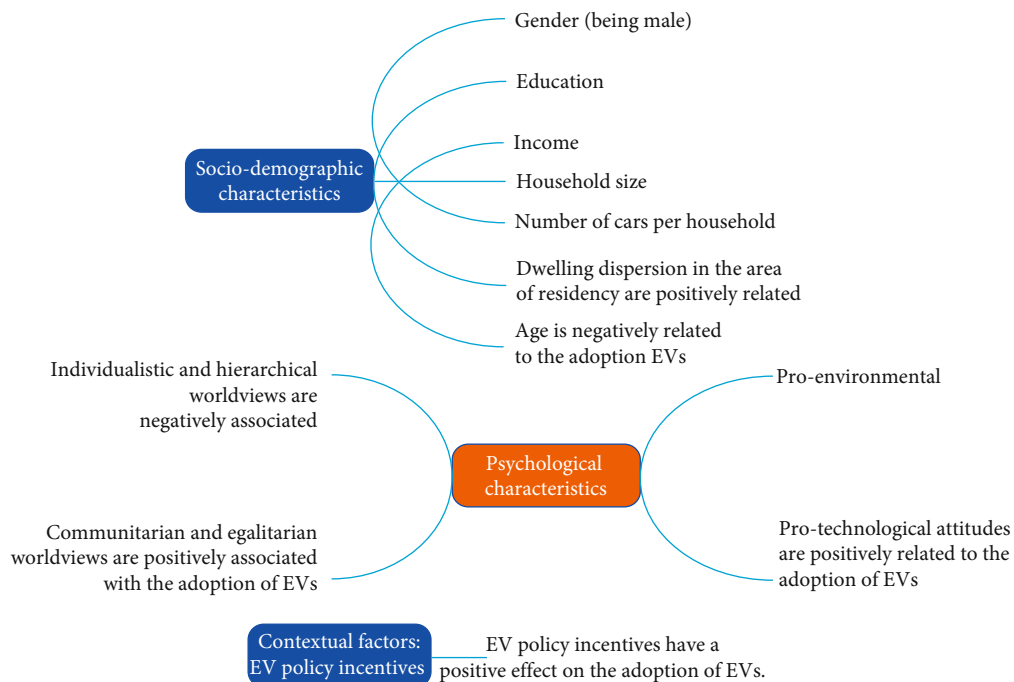 Gender (being male)
Education
Income
Socio-demographic
characteristics
Household size
Number of cars per household
Dwelling dispersion in the area
of residency are positively related
Age is negatively related
to the adoption EVs
Individualistic and hierarchical
worldviews are
negatively associated
Pro-environmental
Psychological
characteristics
Communitarian and egalitarian
worldviews are positively associated
with the adoption of EVs
Pro-technological attitudes
are positively related to the
adoption of EVs
Contextual factors:
EV policy incentives
EV policy incentives have a
positive effect on the adoption of EVs.